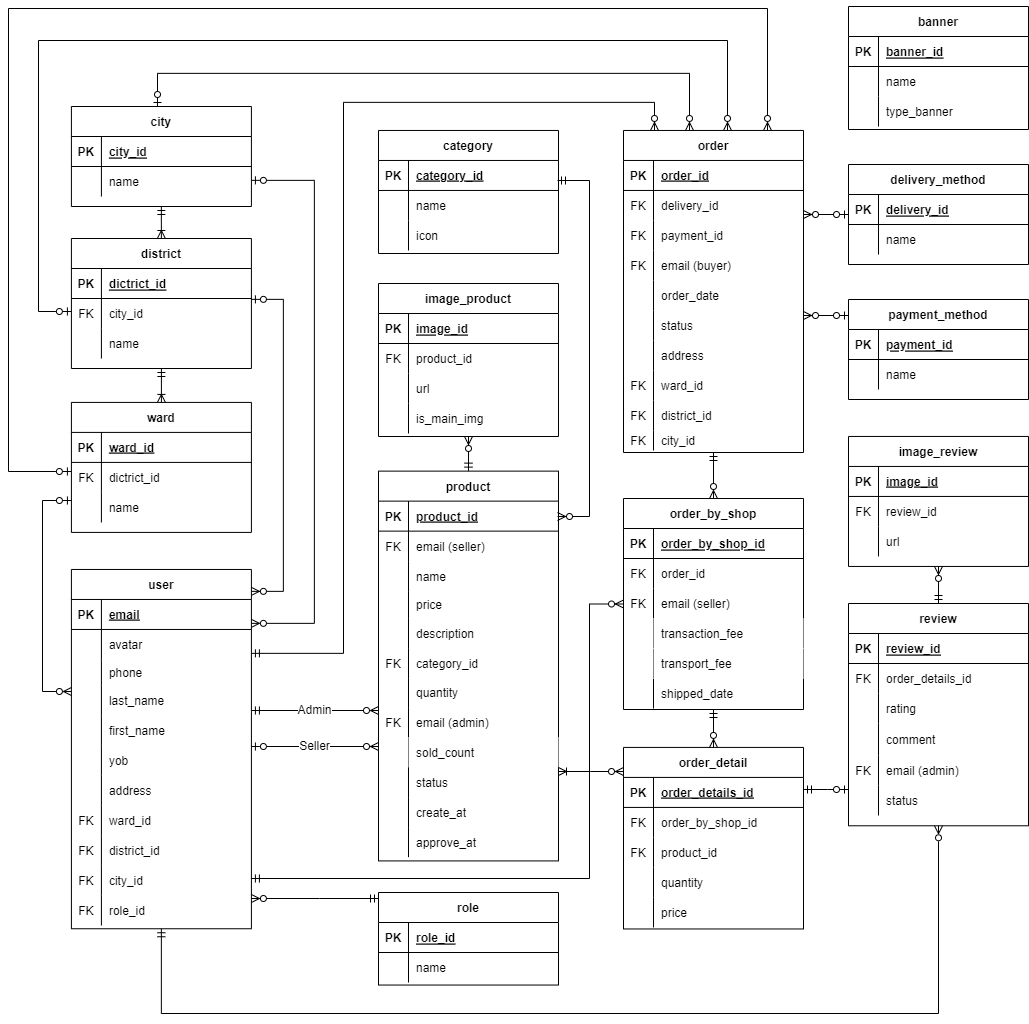 banner
PK banner_id
name
type_banner
city
PK city_id
name
category
PK category_id
name
icon
order
PK order_id
FK delivery_id
FK payment_id
FK email (buyer)
order_date
status
address
FK ward_id
FK district_id
FK city_id
delivery_method
PK delivery_id
name
district
PK dictrict_id
FK city_id
name
image_product
PK image_id
FK product_id
url
is_main_img
payment_method
PK payment_id
name
ward
PK ward_id
FK dictrict_id
name
product
PK product_id
FK email (seller)
name
price
description
FK category_id
quantity
FK email (admin)
sold_count
status
create_at
approve_at
order_by_shop
PK order_by_shop_id
FK order_id
FK email (seller)
transaction_fee
transport_fee
shipped_date
image_review
PK image_id
FK review_id
url
user
PK email
avatar
phone
last_name
first_name
yob
address
FK ward_id
FK district_id
FK city_id
FK role_id
Admin
Seller
review
PK review_id
FK order_details_id
rating
comment
FK email (admin)
status
order_detail
PK order_details_id
FK order_by_shop_id
FK product_id
quantity
price
role
PK role_id
name